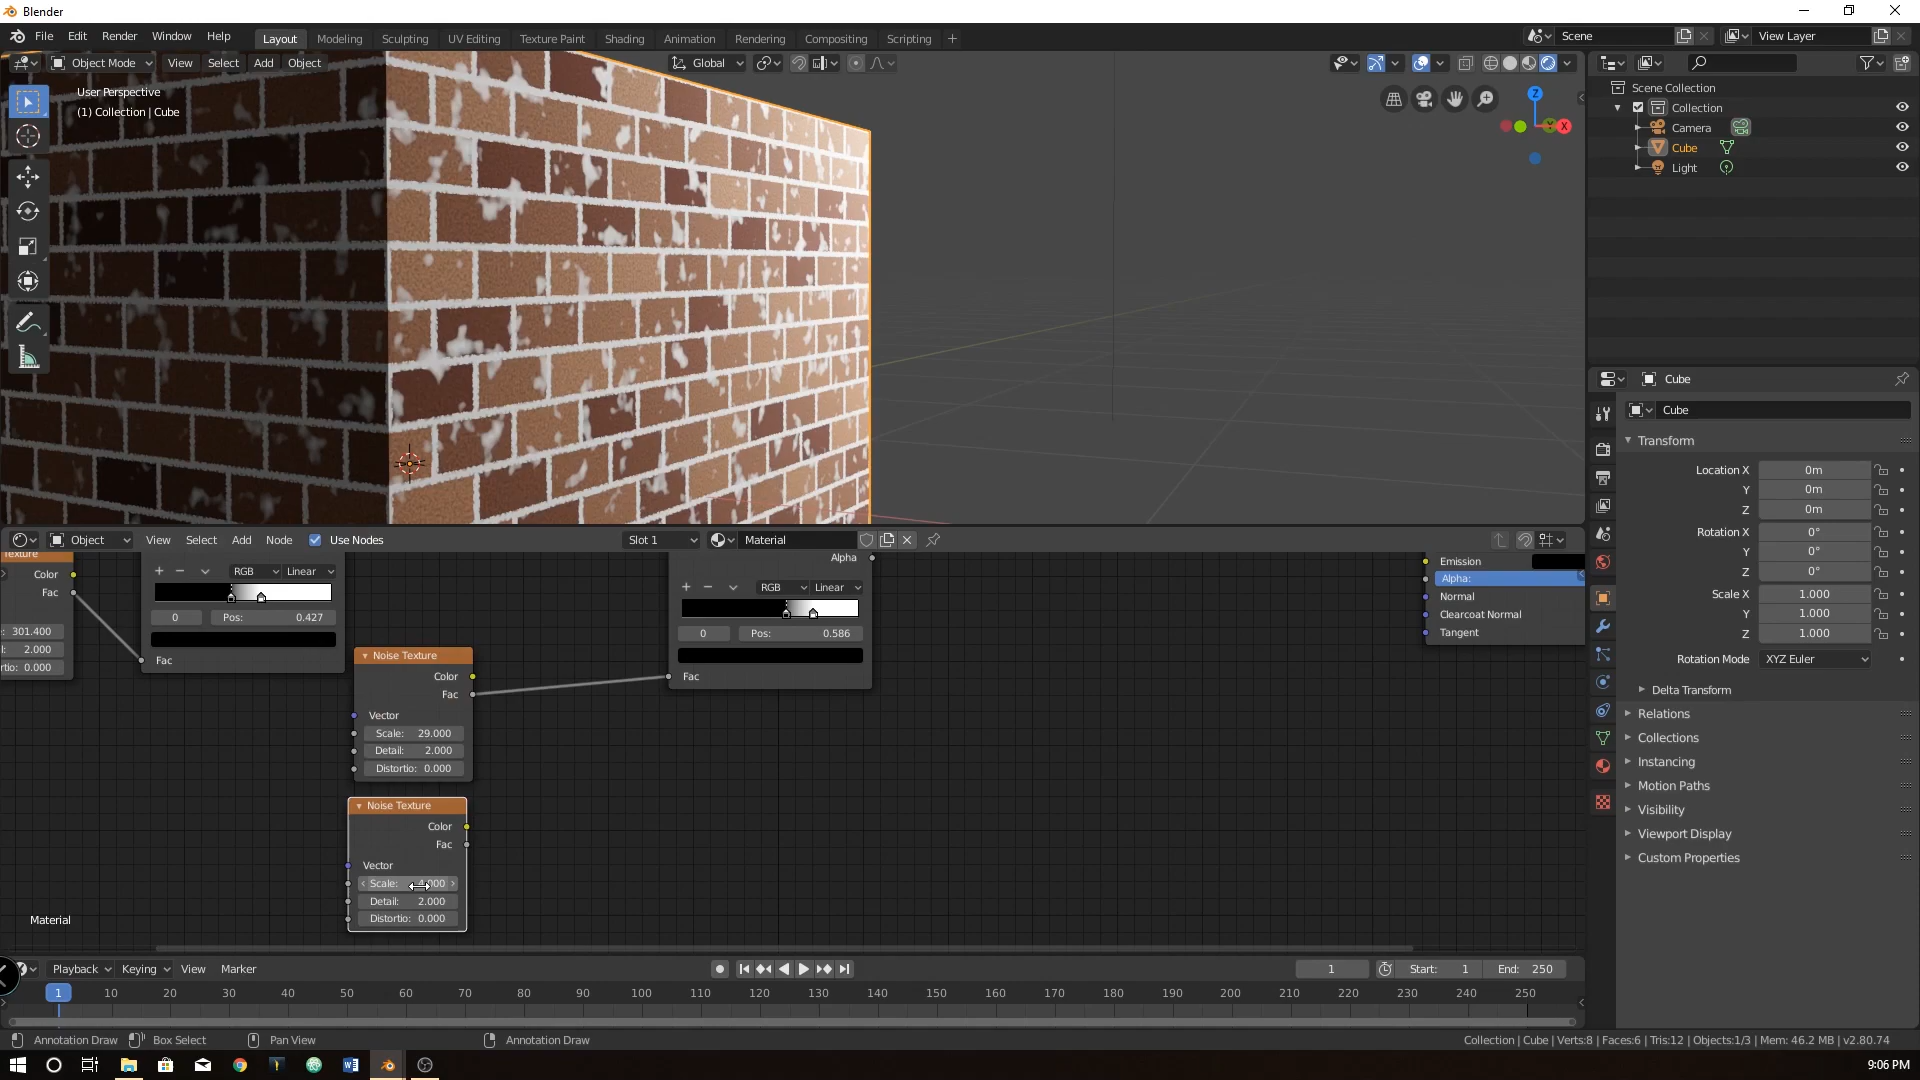 Blender
File Edit Render Window Help
Layout Modeling Sculpting UV Editing Texture Paint Shading Animation Rendering Compositing Scripting +
Scene View Layer
Object Mode View Select Add Object Global
User Perspective
(1) Collection | Cube
Z
Y
X
Scene Collection
Collection
Camera
Cube
Light
Cube
Cube
Transform
Location X 0m
Y 0m
Z 0m
Rotation X 0°
Y 0°
Z 0°
Scale X 1.000
Y 1.000
Z 1.000
Rotation Mode XYZ Euler
Delta Transform
Relations
Collections
Instancing
Motion Paths
Visibility
Viewport Display
Custom Properties
Object View Select Add Node Use Nodes Slot 1 Material
Texture
Color
Fac
: 301.400
l: 2.000
rtio: 0.000
RGB Linear
0 Pos: 0.427
Fac
Alpha
RGB Linear
0 Pos: 0.586
Fac
Noise Texture
Color
Fac
Vector
Scale: 29.000
Detail: 2.000
Distortio: 0.000
Noise Texture
Color
Fac
Vector
Scale:
Detail: 2.000
Distortio: 0.000
Emission
Alpha:
Normal
Clearcoat Normal
Tangent
Material
Playback Keying View Marker
1 Start: 1 End: 250
1 10 20 30 40 50 60 70 80 90 100 110 120 130 140 150 160 170 180 190 200 210 220 230 240 250
Annotation Draw Box Select Pan View Annotation Draw
Collection | Cube | Verts:8 | Faces:6 | Tris:12 | Objects:1/3 | Mem: 46.2 MB | v2.80.74
9:06 PM